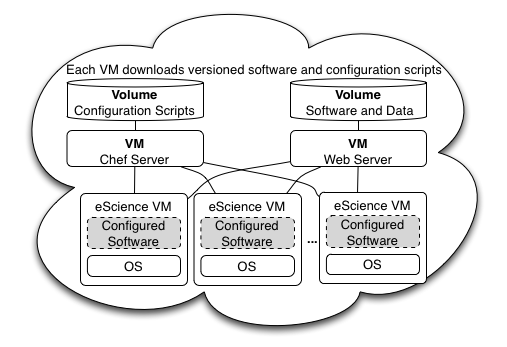 Each VM downloads versioned software and configuration scripts
Volume
Configuration Scripts
Volume
Software and Data
VM
Chef Server
VM
Web Server
eScience VM
Configured
Software
OS
eScience VM
Configured
Software
OS
...
eScience VM
Configured
Software
OS